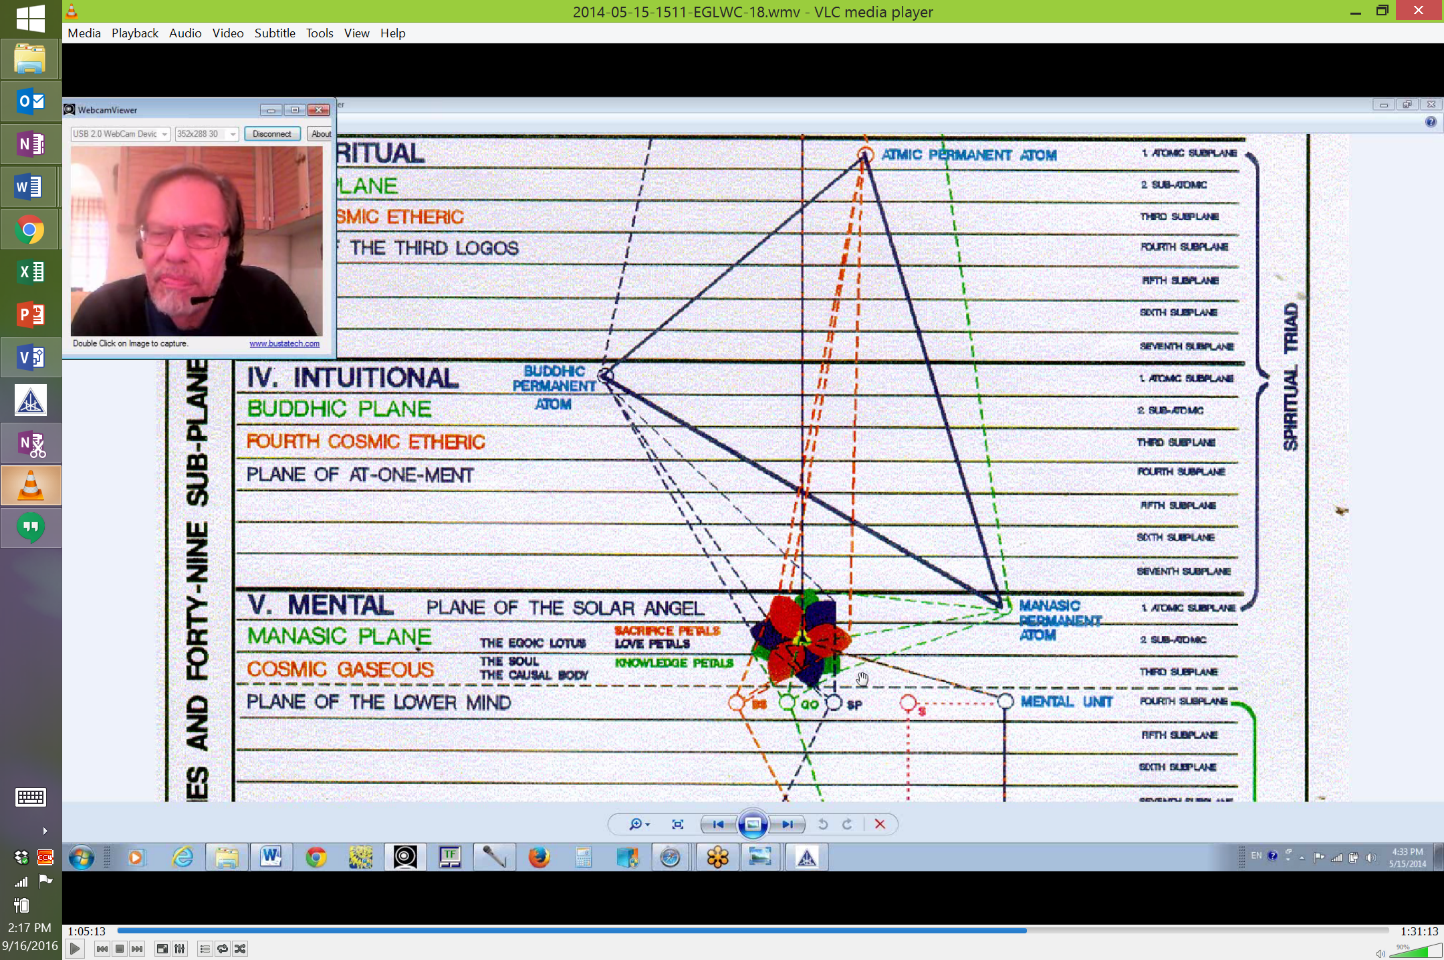 2014-05-15-1511-EGLWC-18.wmv - VLC media player
Media Playback Audio Video Subtitle Tools View Help
WebcamViewer
USB 2.0 WebCam Devic
352x288 30
Disconnect
About
Double Click on Image to capture.
www.bustatech.com
RITUAL
PLANE
SMIC ETHERIC
THE THIRD LOGOS
ATMIC PERMANENT ATOM
1. ATOMIC SUBPLANE
2. SUB-ATOMIC
THIRD SUBPLANE
FOURTH SUBPLANE
FIFTH SUBPLANE
SIXTH SUBPLANE
SEVENTH SUBPLANE
SPIRITUAL TRIAD
IES AND FORTY-NINE SUB-PLANE
IV. INTUITIONAL
BUDDHIC PLANE
FOURTH COSMIC ETHERIC
PLANE OF AT-ONE-MENT
BUDDHIC
PERMANENT
ATOM
1. ATOMIC SUBPLANE
2. SUB-ATOMIC
THIRD SUBPLANE
FOURTH SUBPLANE
FIFTH SUBPLANE
SIXTH SUBPLANE
SEVENTH SUBPLANE
V. MENTAL PLANE OF THE SOLAR ANGEL
MANASIC PLANE
COSMIC GASEOUS
PLANE OF THE LOWER MIND
THE EGOIC LOTUS
THE SOUL
THE CAUSAL BODY
SACRIFICE PETALS
LOVE PETALS
KNOWLEDGE PETALS
MANASIC
PERMANENT
ATOM
1. ATOMIC SUBPLANE
2. SUB-ATOMIC
THIRD SUBPLANE
BS
GO
SP
S
MENTAL UNIT
FOURTH SUBPLANE
FIFTH SUBPLANE
SIXTH SUBPLANE
SEVENTH SUBPLANE
EN
4:33 PM
5/15/2014
1:05:13
1:31:13
90%
2:17 PM
9/16/2016